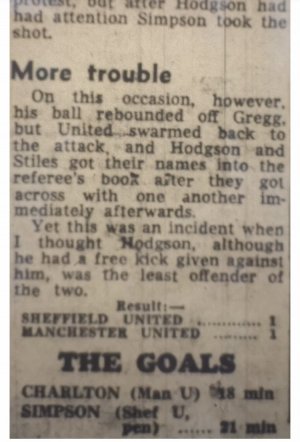 protest, but after Hodgson had
had attention Simpson took the
shot.
More trouble
On this occasion, however,
his ball rebounded off Gregg,
but United swarmed back to
the attack, and Hodgson and
Stiles got their names into the
referee's book after they got
across with one another im-
mediately afterwards.
Yet this was an incident when
I thought Hodgson, although
he had a free kick given against
him, was the least offender of
the two.
Result:—
SHEFFIELD UNITED ............ 1
MANCHESTER UNITED ......... 1
THE GOALS
CHARLTON (Man U) 18 min
SIMPSON (Shef U,
pen) ...... 21 min